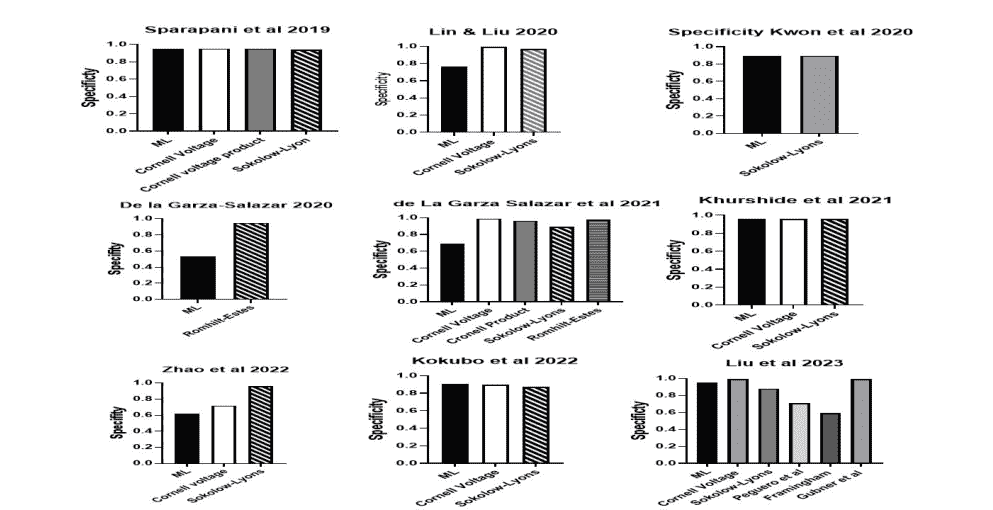 Sparapani et al 2019
Specificty
1.0
0.8
0.6
0.4
0.2
0.0
ML
Cornell Voltage
Cornell voltage product
Sokolow-Lyon
Lin & Liu 2020
Specificity
1.0
0.8
0.6
0.4
0.2
0.0
ML
Cornell Voltage
Sokolow-Lyons
Specificity Kwon et al 2020
Specificty
1.0
0.8
0.6
0.4
0.2
0.0
ML
Sokolow-Lyons
De la Garza-Salazar 2020
1.0
0.8
0.6
0.4
0.2
0.0
ML
Romhilt-Estes
de La Garza Salazar et al 2021
Specificty
1.0
0.8
0.6
0.4
0.2
0.0
ML
Cornell Voltage
Cronell Product
Sokolow-Lyons
Romhilt-Estes
Khurshide et al 2021
Specificty
1.0
0.8
0.6
0.4
0.2
0.0
ML
Cornell Voltage
Sokolow-Lyons
Zhao et al 2022
1.0
0.8
0.6
0.4
0.2
0.0
ML
Cornell voltage
Sokolow-Lyons
Kokubo et al 2022
Specificty
1.0
0.8
0.6
0.4
0.2
0.0
ML
Cornell Voltage
Sokolow-Lyons
Liu et al 2023
Specificty
1.0
0.8
0.6
0.4
0.2
0.0
ML
Cornell Voltage
Sokolow-Lyons
Peguero et al
Framingham
Gubner et al